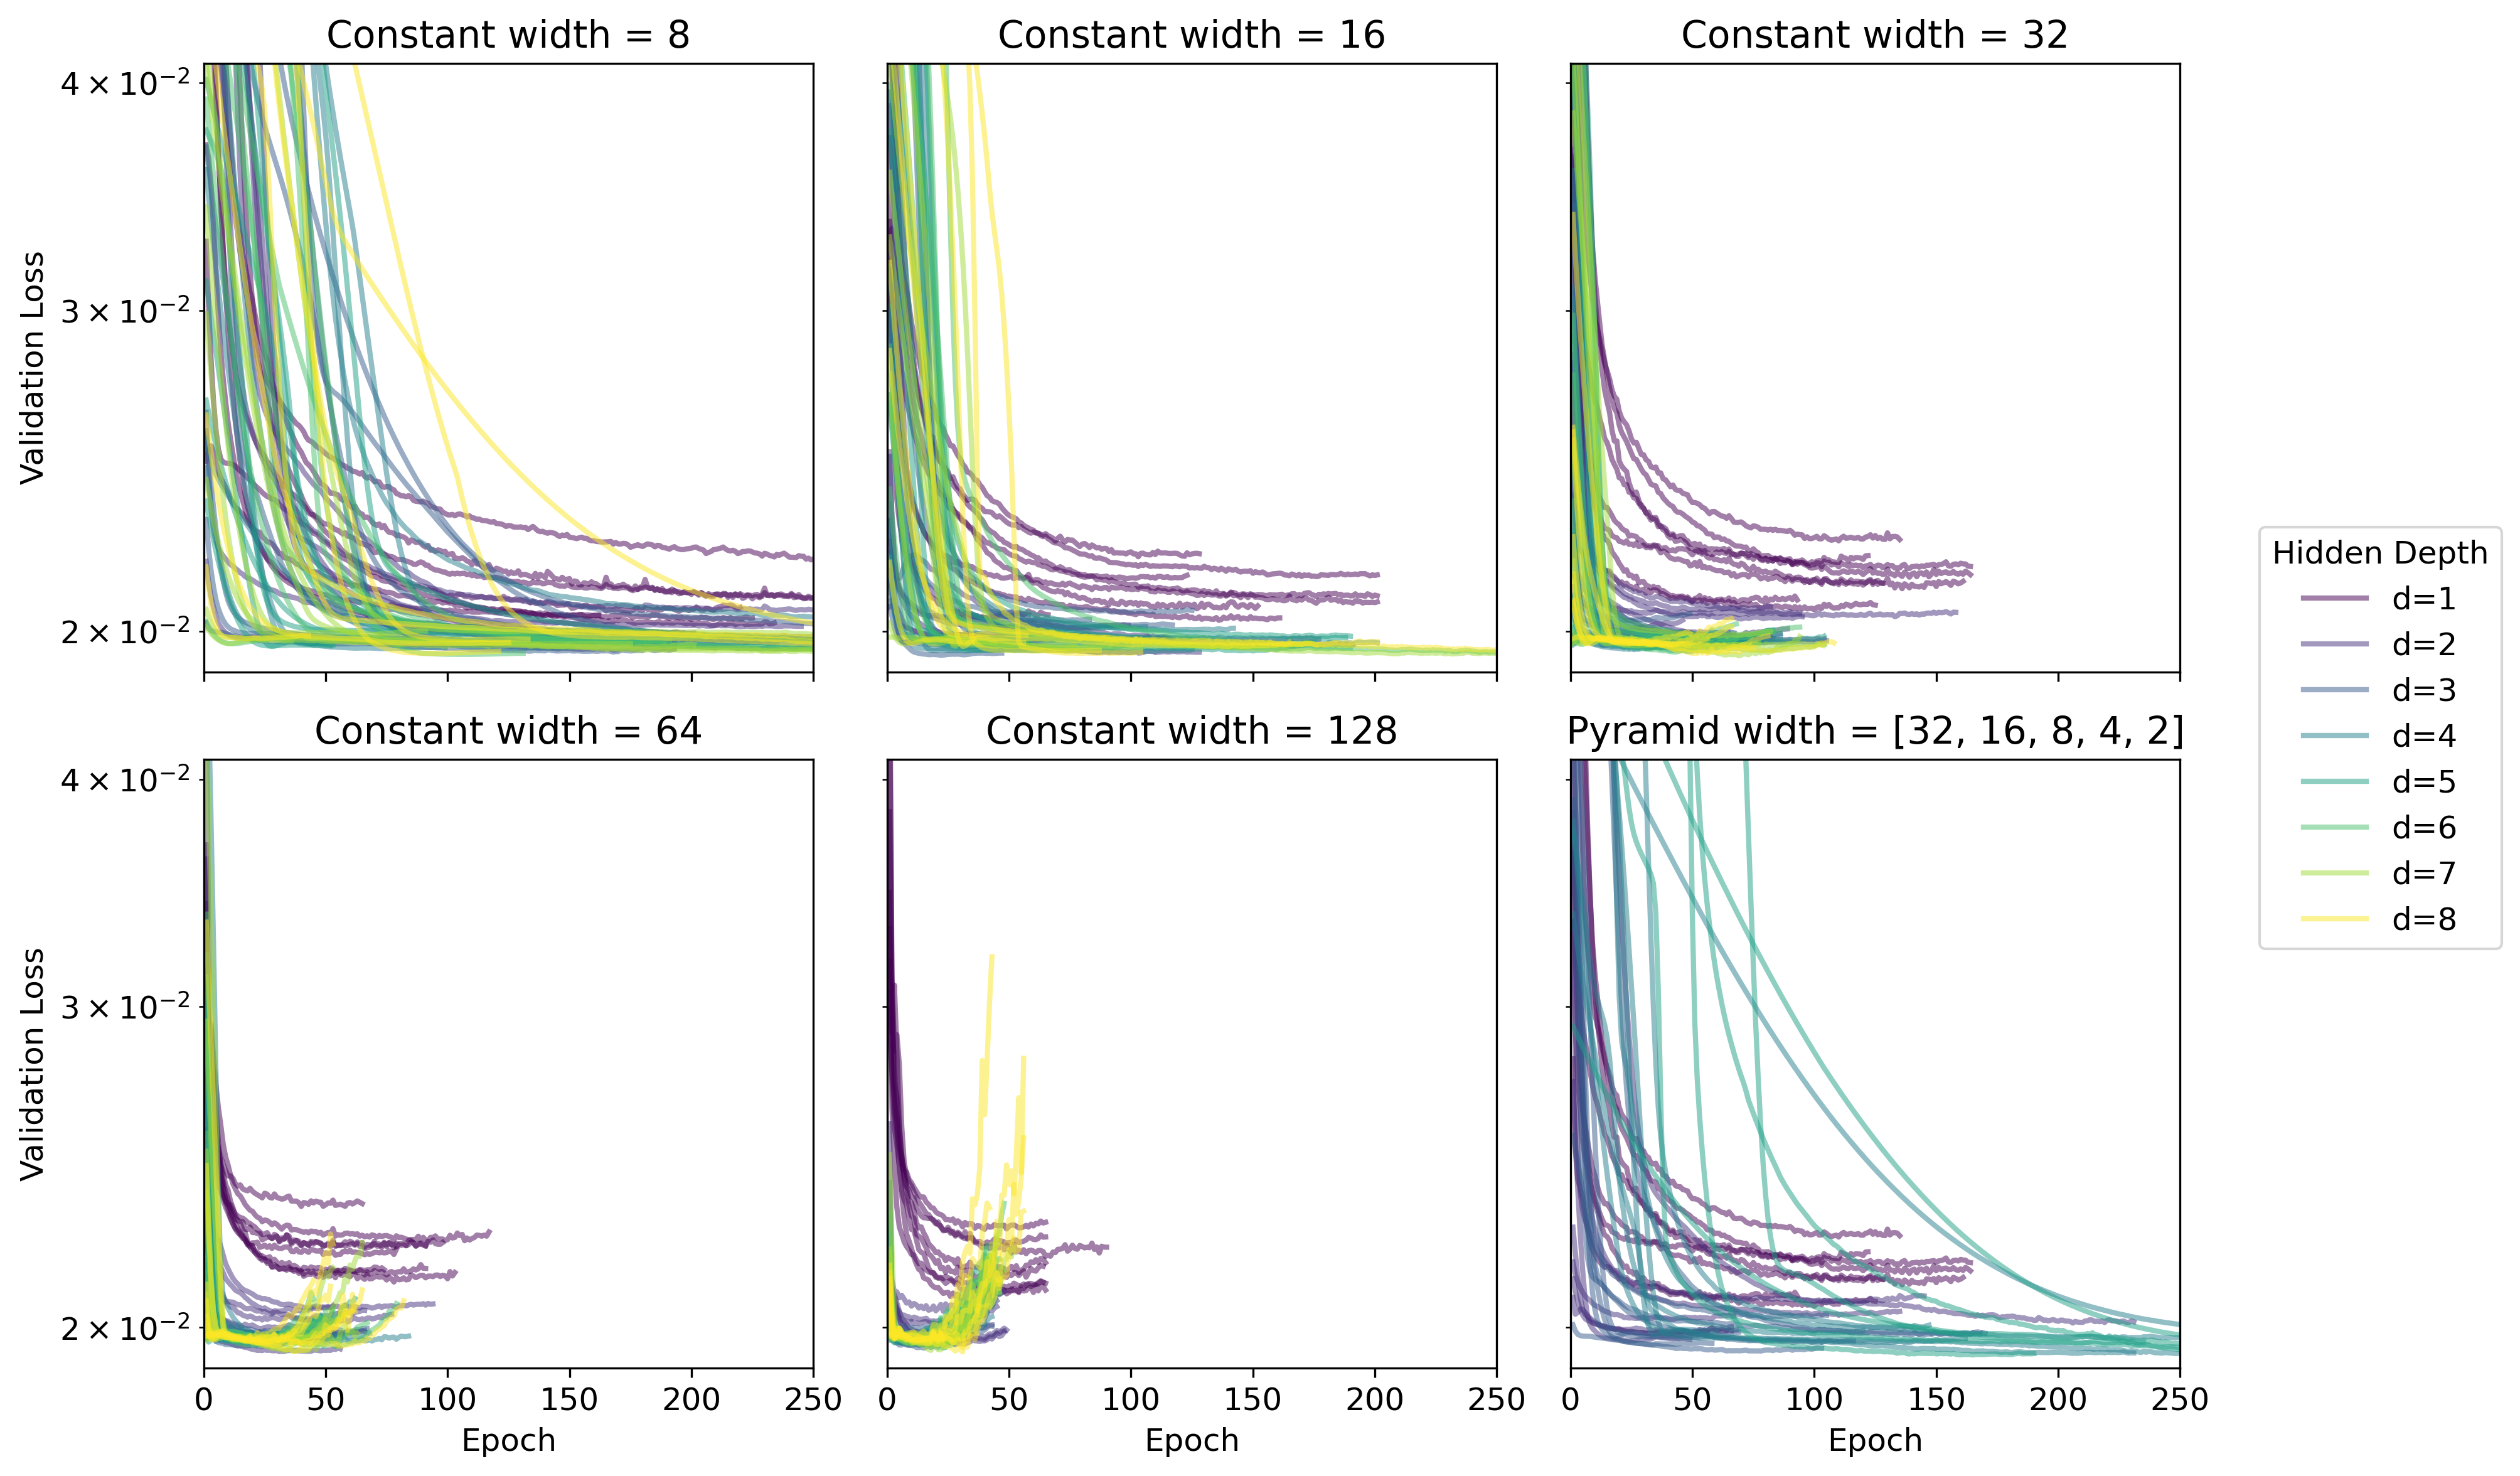 Constant width = 8
Constant width = 16
Constant width = 32
Validation Loss
4 × 10⁻²
3 × 10⁻²
2 × 10⁻²
Constant width = 64
Constant width = 128
Pyramid width = [32, 16, 8, 4, 2]
Validation Loss
4 × 10⁻²
3 × 10⁻²
2 × 10⁻²
0 50 100 150 200 250
0 50 100 150 200 250
0 50 100 150 200 250
Epoch
Epoch
Epoch
Hidden Depth
d=1
d=2
d=3
d=4
d=5
d=6
d=7
d=8